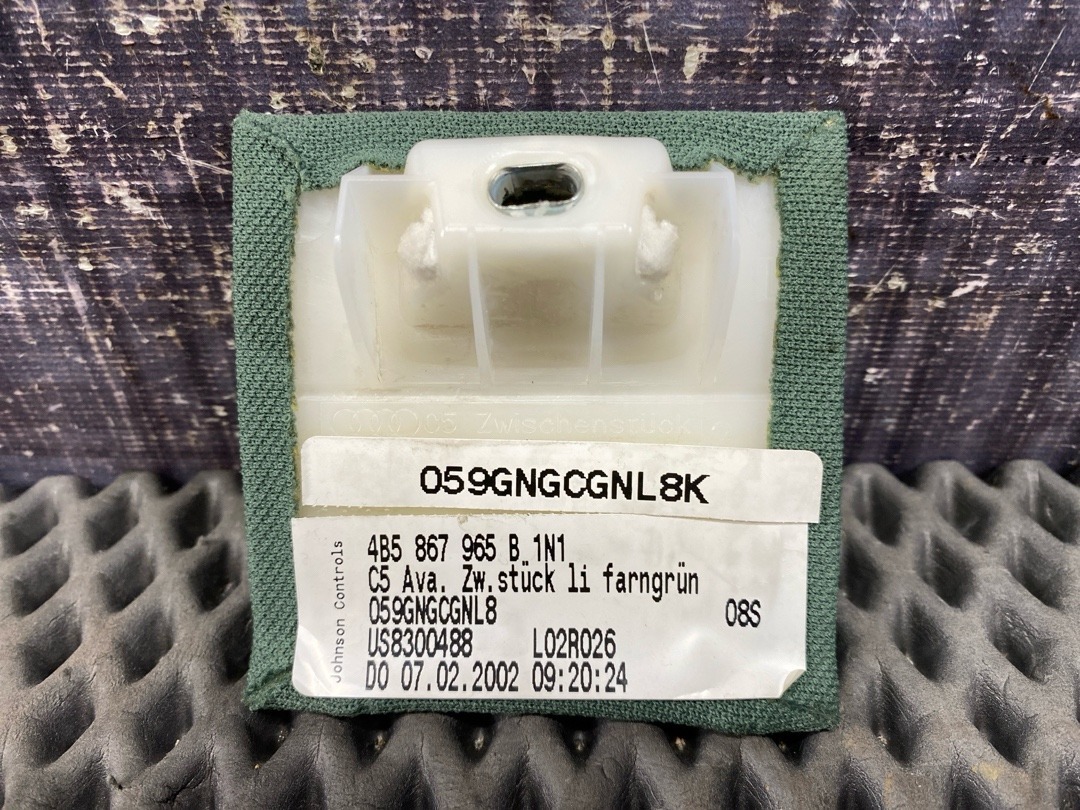 C5 Zwischenstück
059GNGCGNL8K
Johnson Controls
4B5 867 965 B 1N1
C5 Ava. Zw.stück li farngrün
059GNGCGNL8 08S
US8300488 L02R026
DO 07.02.2002 09:20:24